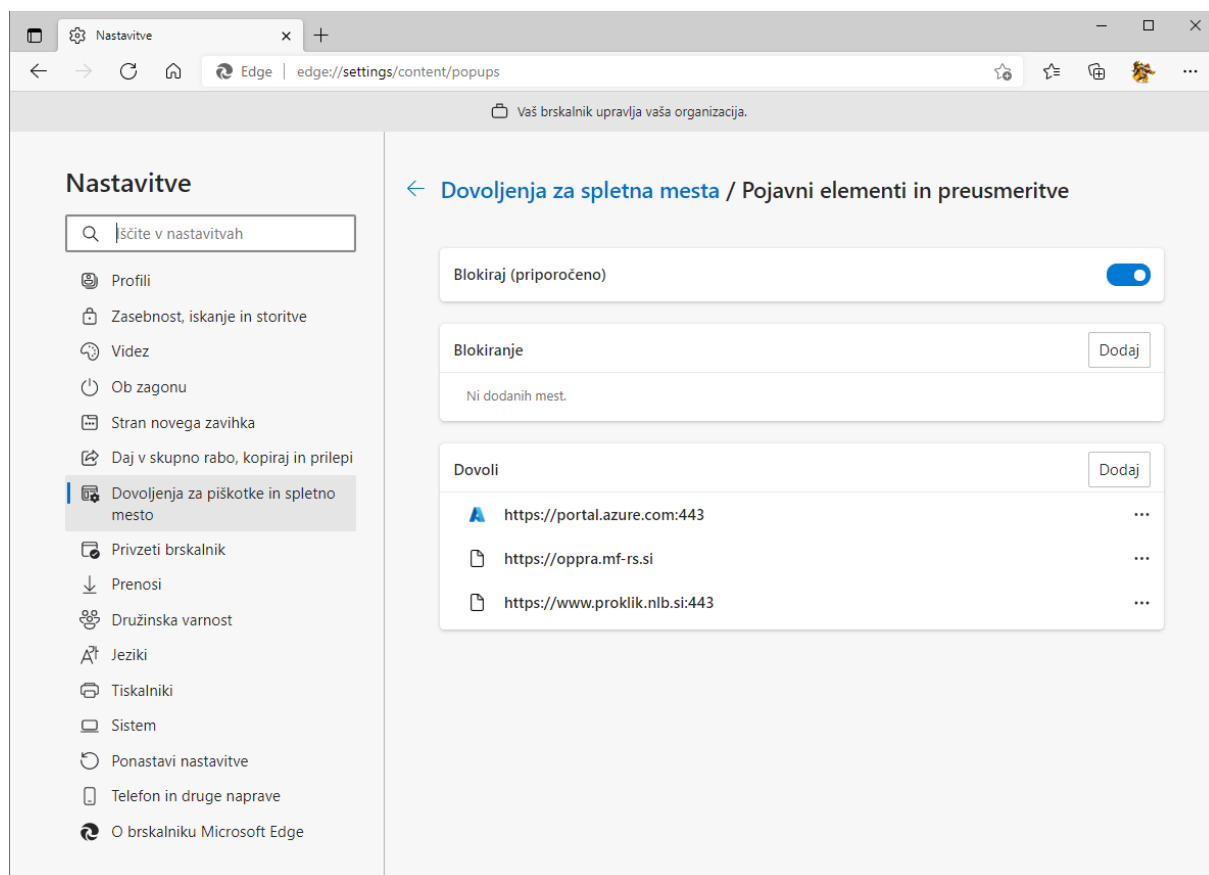 Nastavitve
Edge | edge://settings/content/popups
Vaš brskalnik upravlja vaša organizacija.
Nastavitve
Iščite v nastavitvah
Profili
Zasebnost, iskanje in storitve
Videz
Ob zagonu
Stran novega zavihka
Daj v skupno rabo, kopiraj in prilepi
Dovoljenja za piškotke in spletno
mesto
Privzeti brskalnik
Prenosi
Družinska varnost
Jeziki
Tiskalniki
Sistem
Ponastavi nastavitve
Telefon in druge naprave
O brskalniku Microsoft Edge
Dovoljenja za spletna mesta / Pojavni elementi in preusmeritve
Blokiraj (priporočeno)
Blokiranje
Dodaj
Ni dodanih mest.
Dovoli
Dodaj
https://portal.azure.com:443
https://oppra.mf-rs.si
https://www.proklik.nlb.si:443